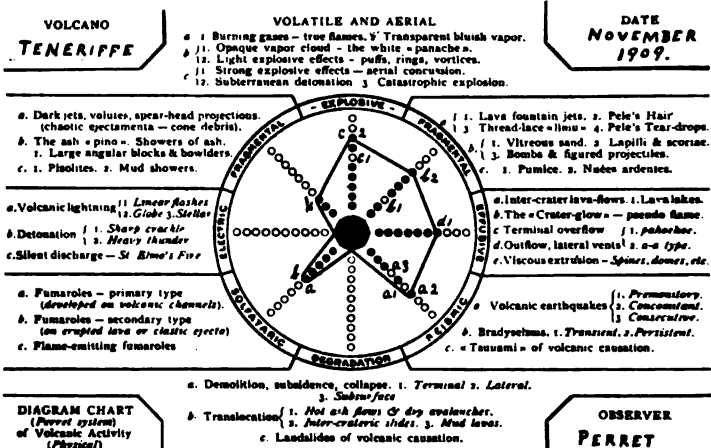 VOLCANO
TENERIFFE
VOLATILE AND AERIAL
a 1 Burning gases — true flames. 2 Transparent bluish vapor.
b 1. Opaque vapor cloud - the white « panache ».
2. Light explosive effects - puffs, rings, vortices.
c 1 Strong explosive effects — aerial concussion.
2. Subterranean detonation 3 Catastrophic explosion.
DATE
NOVEMBER
1909.
a. Dark jets, volutes, spear-head projections.
(chaotic ejectamenta — cone debris).
b. The ash « pino ». Showers of ash.
1. Large angular blocks & bowlders.
c. 1. Pisolites. 2. Mud showers.
a { 1. Lava fountain jets. 2. Pele's Hair
3 Thread-lace «limu» 4. Pele's Tear-drops.
b. { 1. Vitreous sand. 2 Lapilli & scoriae.
3. Bombs & figured projectiles.
c. 1. Pumice. 2. Nuées ardentes.
a. Volcanic lightning { 1 Linear flashes
2. Globe 3. Stellar
b. Detonation { 1. Sharp crackle
2. Heavy thunder
c. Silent discharge — St Elmo's Fire
a. Inter-crater lava-flows. 1. Lava lakes.
b. The « Crater-glow » — pseudo flame.
c Terminal overflow { 1. pahoehoe.
d. Outflow, lateral vents 2. a-a type.
e. Viscous extrusion — Spines, domes, etc.
a. Fumaroles — primary type
(developed on volcanic channels).
b. Fumaroles — secondary type
(on erupted lava or clastic ejecta)
c. Flame-emitting fumaroles
a Volcanic earthquakes { 1. Premonitory.
2. Concomitant.
3 Consecutive.
b. Bradyseisms. 1. Transient. 2. Persistent.
c. « Tsunami » of volcanic causation.
EXPLOSIVE
FRAGMENTAL
FRAGMENTAL
ELECTRIC
EFFUSIVE
SOLFATARIC
SEISMIC
DEGRADATION
c 2
c1
b2
b1
b
d1
b
a
a3
a1
a2
a. Demolition, subsidence, collapse. 1. Terminal 2. Lateral.
3. Subsurface
b. Translocation { 1. Hot ash flows & dry avalanches.
2. Inter-crateric slides. 3. Mud lavas.
c. Landslides of volcanic causation.
DIAGRAM CHART
(Perret system)
of Volcanic Activity
(Physical)
OBSERVER
PERRET